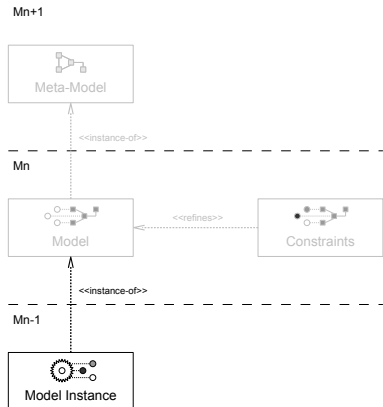 Mn+1
Meta-Model
<<instance-of>>
Mn
<<refines>>
Model
Constraints
<<instance-of>>
Mn-1
Model Instance